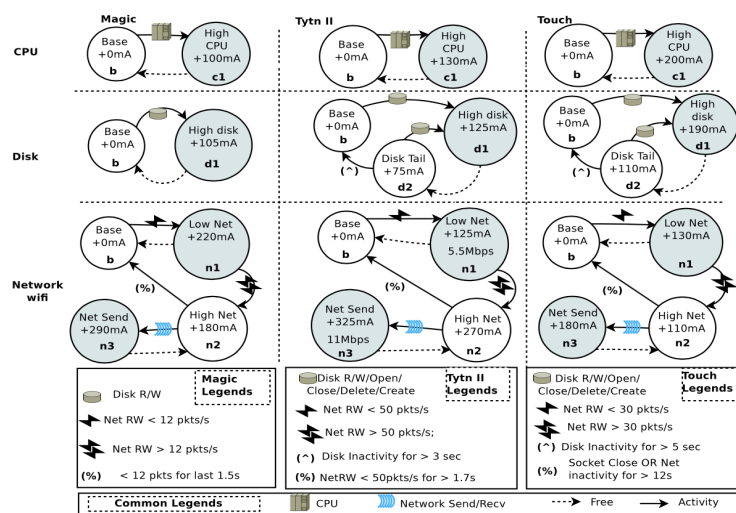 Magic
Tytn II
Touch
CPU
Base
+0mA
b
High
CPU
+100mA
c1
Base
+0mA
b
High
CPU
+130mA
c1
Base
+0mA
b
High
CPU
+200mA
c1
Disk
Base
+0mA
b
High disk
+105mA
d1
Base
+0mA
b
High disk
+125mA
d1
Disk Tail
+75mA
d2
(^)
Base
+0mA
b
High
disk
+190mA
d1
Disk Tail
+110mA
d2
(^)
Network
wifi
Base
+0mA
b
Low Net
+220mA
n1
(%)
Net Send
+290mA
n3
High Net
+180mA
n2
Base
+0mA
b
Low Net
+125mA
5.5Mbps
n1
(%)
Net Send
+325mA
11Mbps
n3
High Net
+270mA
n2
Base
+0mA
b
Low Net
+130mA
n1
(%)
Net Send
+180mA
n3
High Net
+110mA
n2
Magic
Legends
Disk R/W
Net RW < 12 pkts/s
Net RW > 12 pkts/s
(%) < 12 pkts for last 1.5s
Tytn II
Legends
Disk R/W/Open/
Close/Delete/Create
Net RW < 50 pkts/s
Net RW > 50 pkts/s;
(^) Disk Inactivity for > 3 sec
(%) NetRW < 50pkts/s for > 1.7s
Touch
Legends
Disk R/W/Open/
Close/Delete/Create
Net RW < 30 pkts/s
Net RW > 30 pkts/s
(^) Disk Inactivity for > 5 sec
(%) Socket Close OR Net
inactivity for > 12s
Common Legends
CPU
Network Send/Recv
Free
Activity